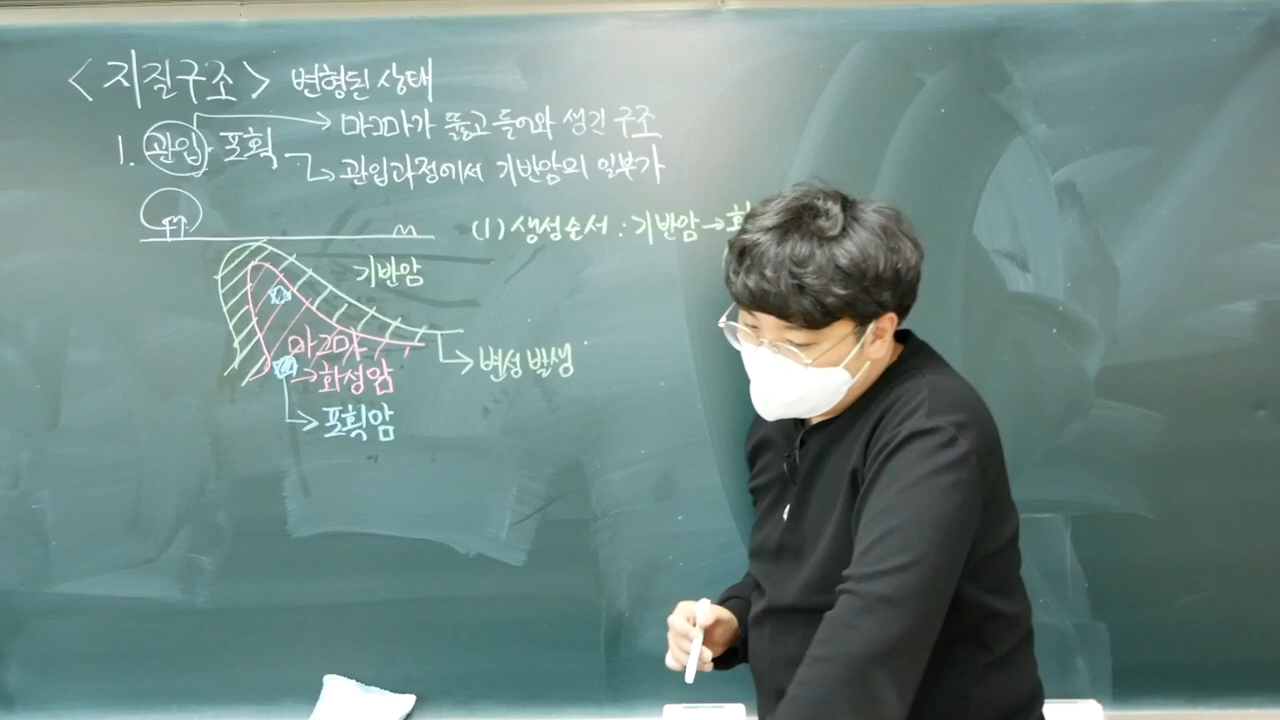 <지질구조> 변형된 상태
1. 관입 포획
→ 마그마가 뚫고 들어와 생긴 구조
→ 관입과정에서 기반암의 일부가
(1) 생성순서 : 기반암→화
기반암
마그마
→화성암
→변성 발생
→포획암